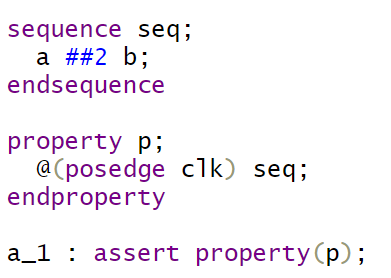 sequence seq;
  a ##2 b;
endsequence

property p;
  @(posedge clk) seq;
endproperty

a_1 : assert property(p);